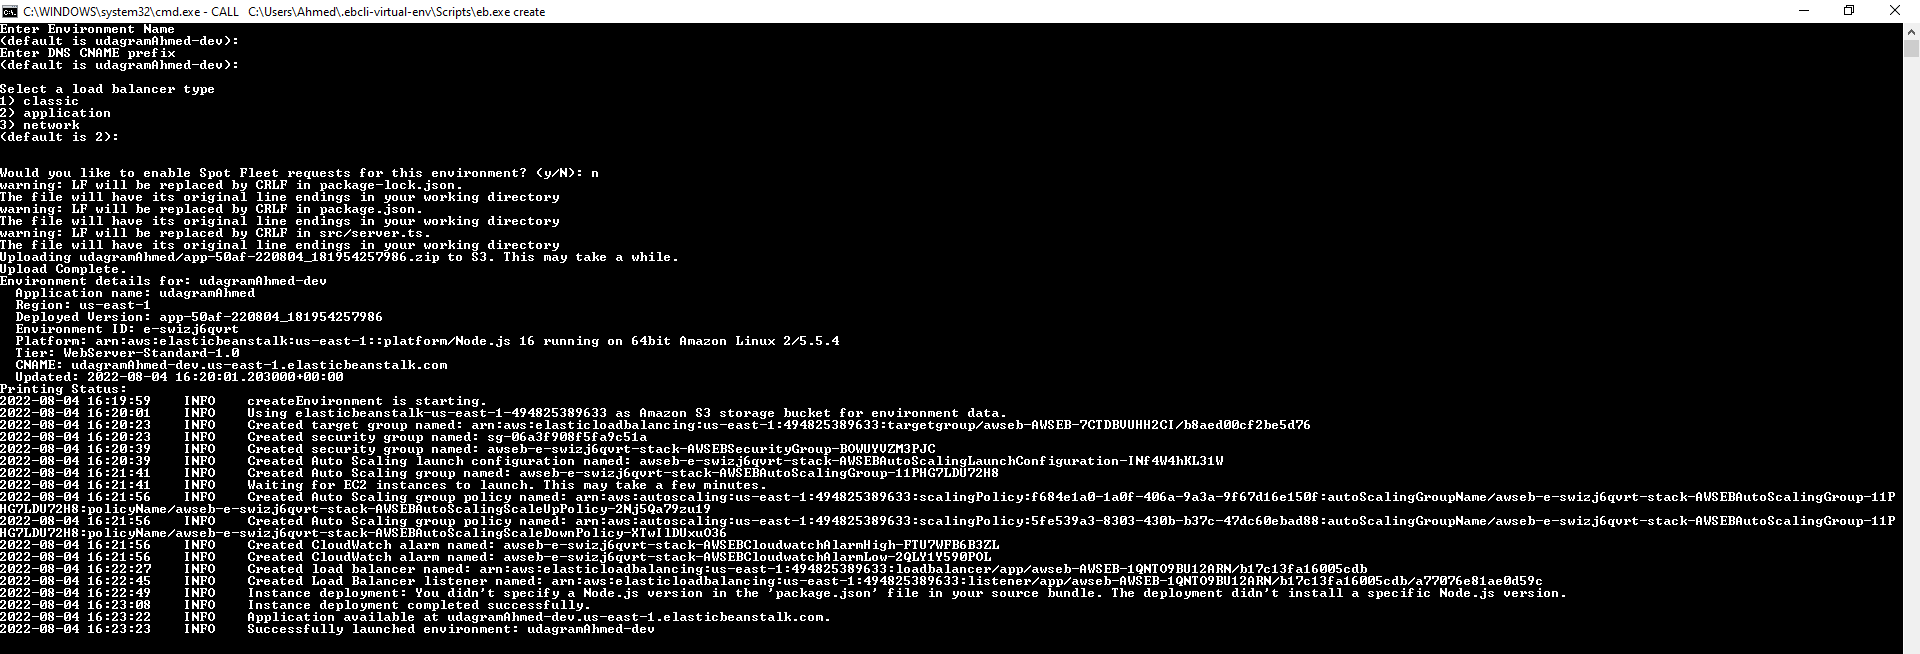 C:\WINDOWS\system32\cmd.exe - CALL  C:\Users\Ahmed\.ebcli-virtual-env\Scripts\eb.exe create
Enter Environment Name
(default is udagramAhmed-dev):
Enter DNS CNAME prefix
(default is udagramAhmed-dev):
Select a load balancer type
1) classic
2) application
3) network
(default is 2):
Would you like to enable Spot Fleet requests for this environment? (y/N): n
warning: LF will be replaced by CRLF in package-lock.json.
The file will have its original line endings in your working directory
warning: LF will be replaced by CRLF in package.json.
The file will have its original line endings in your working directory
warning: LF will be replaced by CRLF in src/server.ts.
The file will have its original line endings in your working directory
Uploading udagramAhmed/app-50af-220804_181954257986.zip to S3. This may take a while.
Upload Complete.
Environment details for: udagramAhmed-dev
  Application name: udagramAhmed
  Region: us-east-1
  Deployed Version: app-50af-220804_181954257986
  Environment ID: e-swizj6qvrt
  Platform: arn:aws:elasticbeanstalk:us-east-1::platform/Node.js 16 running on 64bit Amazon Linux 2/5.5.4
  Tier: WebServer-Standard-1.0
  CNAME: udagramAhmed-dev.us-east-1.elasticbeanstalk.com
  Updated: 2022-08-04 16:20:01.203000+00:00
Printing Status:
2022-08-04 16:19:59    INFO    createEnvironment is starting.
2022-08-04 16:20:01    INFO    Using elasticbeanstalk-us-east-1-494825389633 as Amazon S3 storage bucket for environment data.
2022-08-04 16:20:23    INFO    Created target group named: arn:aws:elasticloadbalancing:us-east-1:494825389633:targetgroup/awseb-AWSEB-7CTDBVUHH2CI/b8aed00cf2be5d76
2022-08-04 16:20:23    INFO    Created security group named: sg-06a3f908f5fa9c51a
2022-08-04 16:20:39    INFO    Created security group named: awseb-e-swizj6qvrt-stack-AWSEBSecurityGroup-BOWUYVZM3PJC
2022-08-04 16:20:39    INFO    Created Auto Scaling launch configuration named: awseb-e-swizj6qvrt-stack-AWSEBAutoScalingLaunchConfiguration-INf4W4hKL31W
2022-08-04 16:21:41    INFO    Created Auto Scaling group named: awseb-e-swizj6qvrt-stack-AWSEBAutoScalingGroup-11PHG7LDU72H8
2022-08-04 16:21:41    INFO    Waiting for EC2 instances to launch. This may take a few minutes.
2022-08-04 16:21:56    INFO    Created Auto Scaling group policy named: arn:aws:autoscaling:us-east-1:494825389633:scalingPolicy:f684e1a0-1a0f-406a-9a3a-9f67d16e150f:autoScalingGroupName/awseb-e-swizj6qvrt-stack-AWSEBAutoScalingGroup-11P
HG7LDU72H8:policyName/awseb-e-swizj6qvrt-stack-AWSEBAutoScalingScaleUpPolicy-2Nj5Qa79zu19
2022-08-04 16:21:56    INFO    Created Auto Scaling group policy named: arn:aws:autoscaling:us-east-1:494825389633:scalingPolicy:5fe539a3-8303-430b-b37c-47dc60ebad88:autoScalingGroupName/awseb-e-swizj6qvrt-stack-AWSEBAutoScalingGroup-11P
HG7LDU72H8:policyName/awseb-e-swizj6qvrt-stack-AWSEBAutoScalingScaleDownPolicy-XTwIlDUxuO36
2022-08-04 16:21:56    INFO    Created CloudWatch alarm named: awseb-e-swizj6qvrt-stack-AWSEBCloudwatchAlarmHigh-FTU7WFB6B3ZL
2022-08-04 16:21:56    INFO    Created CloudWatch alarm named: awseb-e-swizj6qvrt-stack-AWSEBCloudwatchAlarmLow-2QLY1Y590POL
2022-08-04 16:22:27    INFO    Created load balancer named: arn:aws:elasticloadbalancing:us-east-1:494825389633:loadbalancer/app/awseb-AWSEB-1QNTO9BU12ARN/b17c13fa16005cdb
2022-08-04 16:22:45    INFO    Created Load Balancer listener named: arn:aws:elasticloadbalancing:us-east-1:494825389633:listener/app/awseb-AWSEB-1QNTO9BU12ARN/b17c13fa16005cdb/a77076e81ae0d59c
2022-08-04 16:22:49    INFO    Instance deployment: You didn't specify a Node.js version in the 'package.json' file in your source bundle. The deployment didn't install a specific Node.js version.
2022-08-04 16:23:08    INFO    Instance deployment completed successfully.
2022-08-04 16:23:22    INFO    Application available at udagramAhmed-dev.us-east-1.elasticbeanstalk.com.
2022-08-04 16:23:23    INFO    Successfully launched environment: udagramAhmed-dev